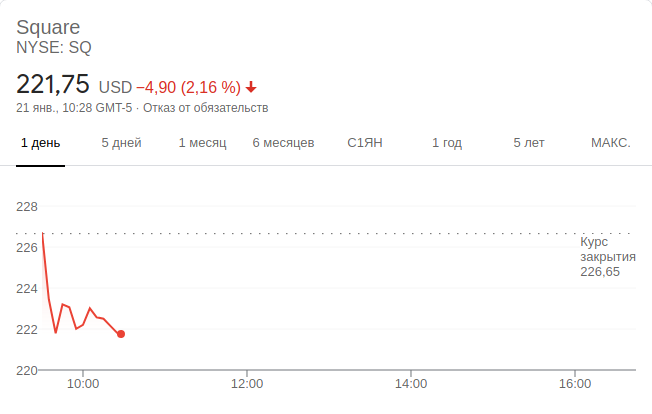 Square
NYSE: SQ
221,75 USD −4,90 (2,16 %)
21 янв., 10:28 GMT-5 · Отказ от обязательств
1 день 5 дней 1 месяц 6 месяцев С1ЯН 1 год 5 лет МАКС.
228
226
224
222
220
Курс
закрытия
226,65
10:00 12:00 14:00 16:00